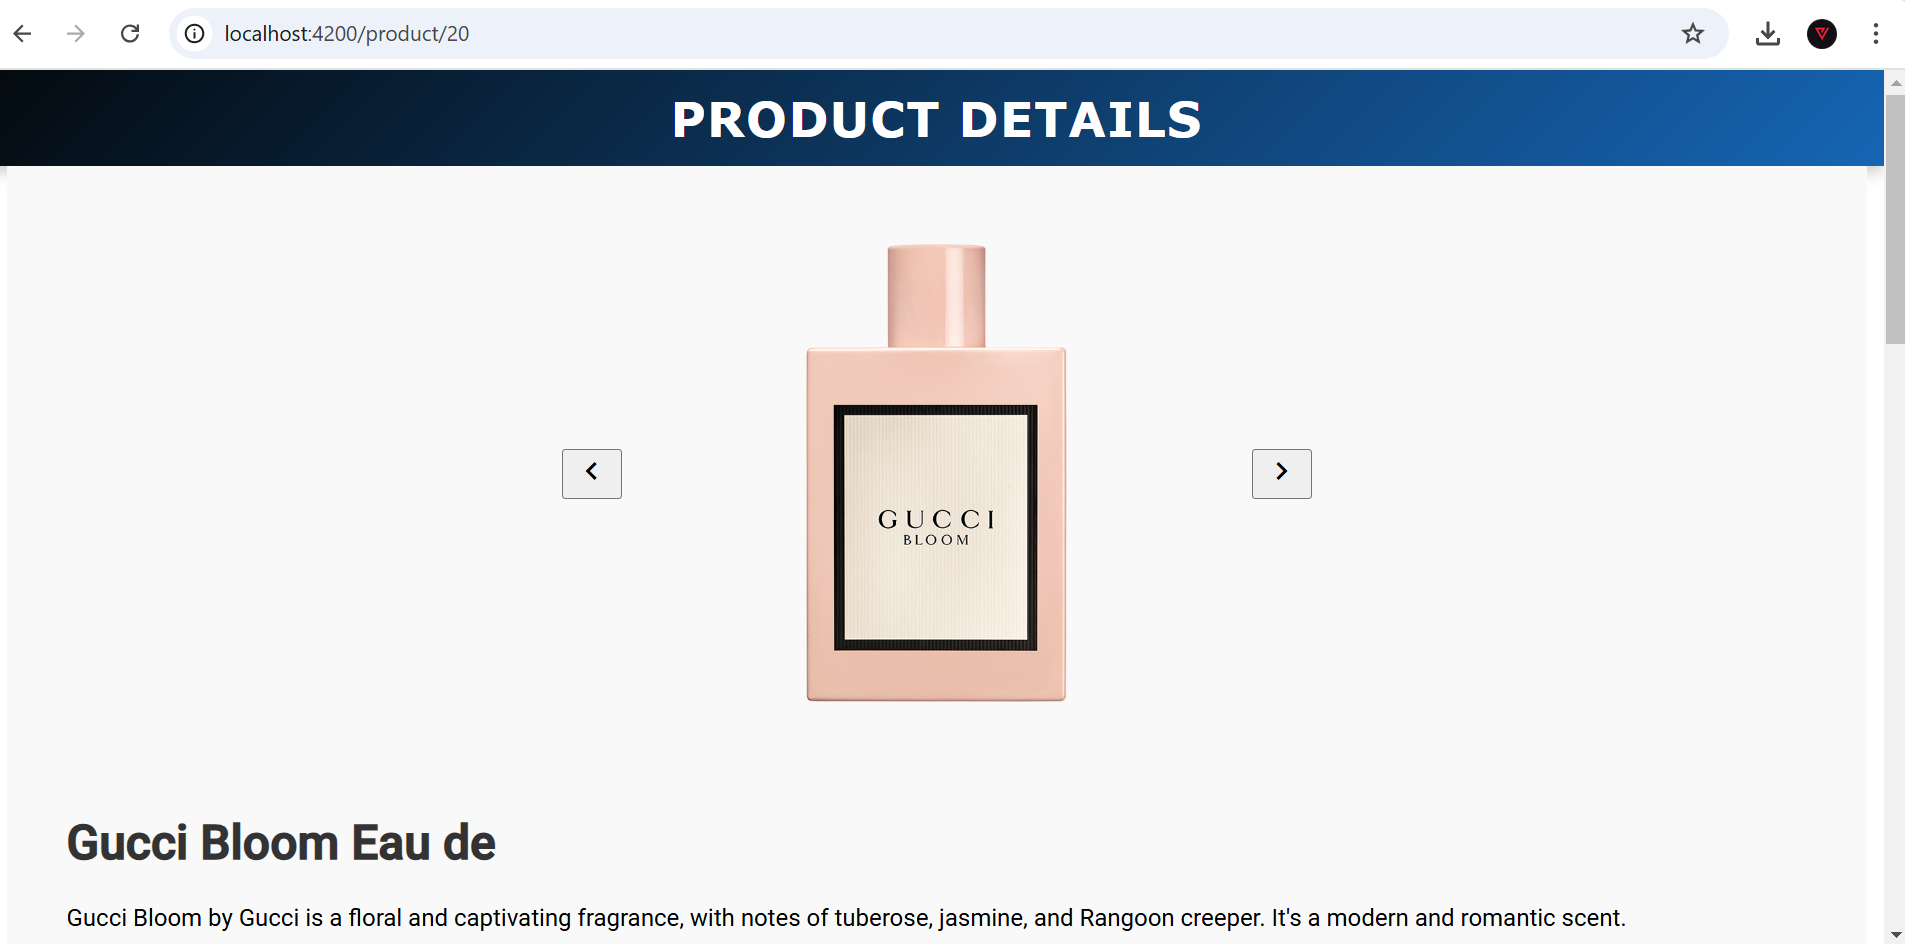 localhost:4200/product/20
PRODUCT DETAILS
GUCCI
BLOOM
Gucci Bloom Eau de
Gucci Bloom by Gucci is a floral and captivating fragrance, with notes of tuberose, jasmine, and Rangoon creeper. It's a modern and romantic scent.